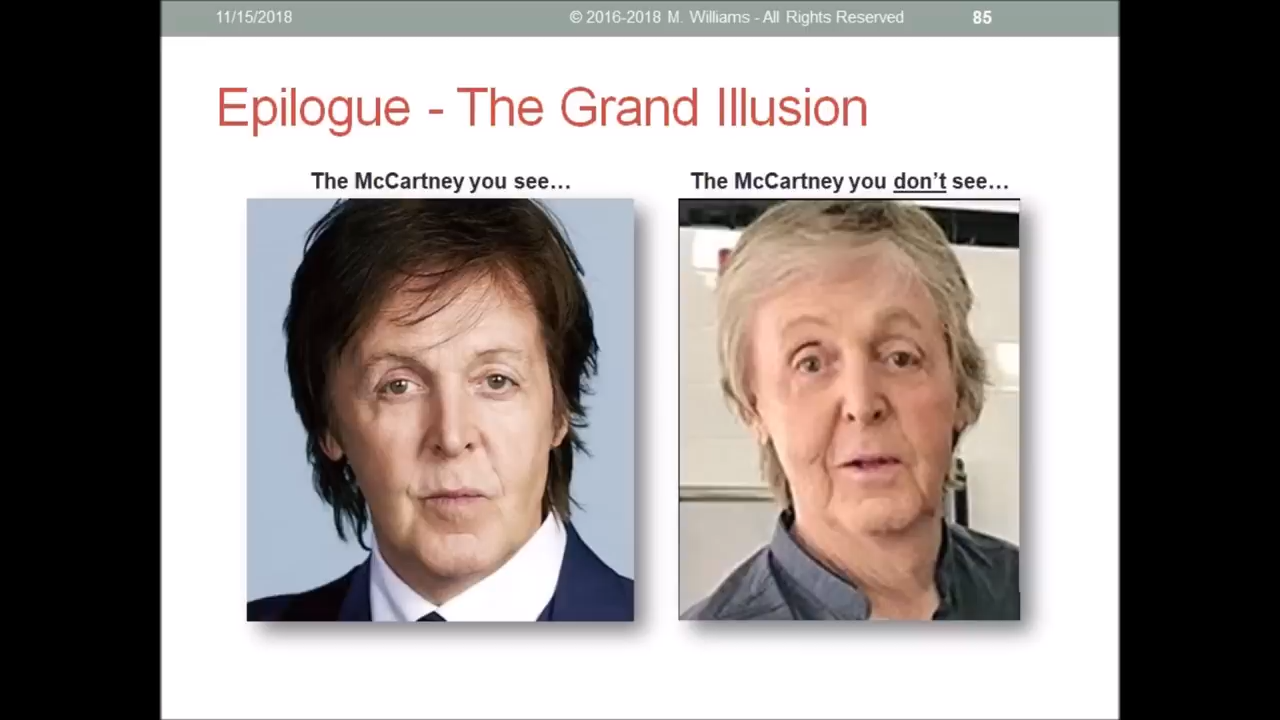 11/15/2018
© 2016-2018 M. Williams - All Rights Reserved
85
Epilogue - The Grand Illusion
The McCartney you see…
The McCartney you don't see…